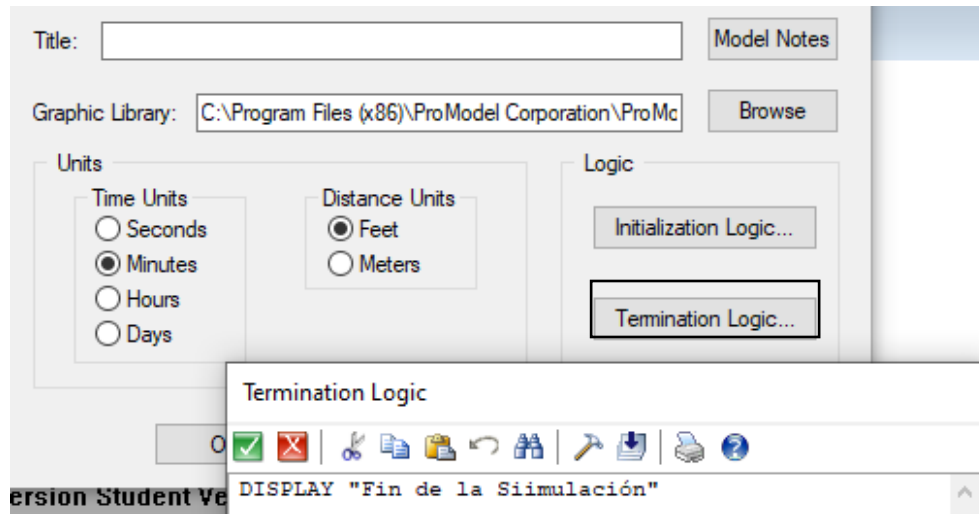 Title:
Model Notes
Graphic Library: C:\Program Files (x86)\ProModel Corporation\ProMo
Browse
Units
Logic
Time Units
Distance Units
Seconds
Feet
Initialization Logic...
Minutes
Meters
Hours
Termination Logic...
Days
Termination Logic
O
ersion Student Ve
DISPLAY "Fin de la Siimulación"